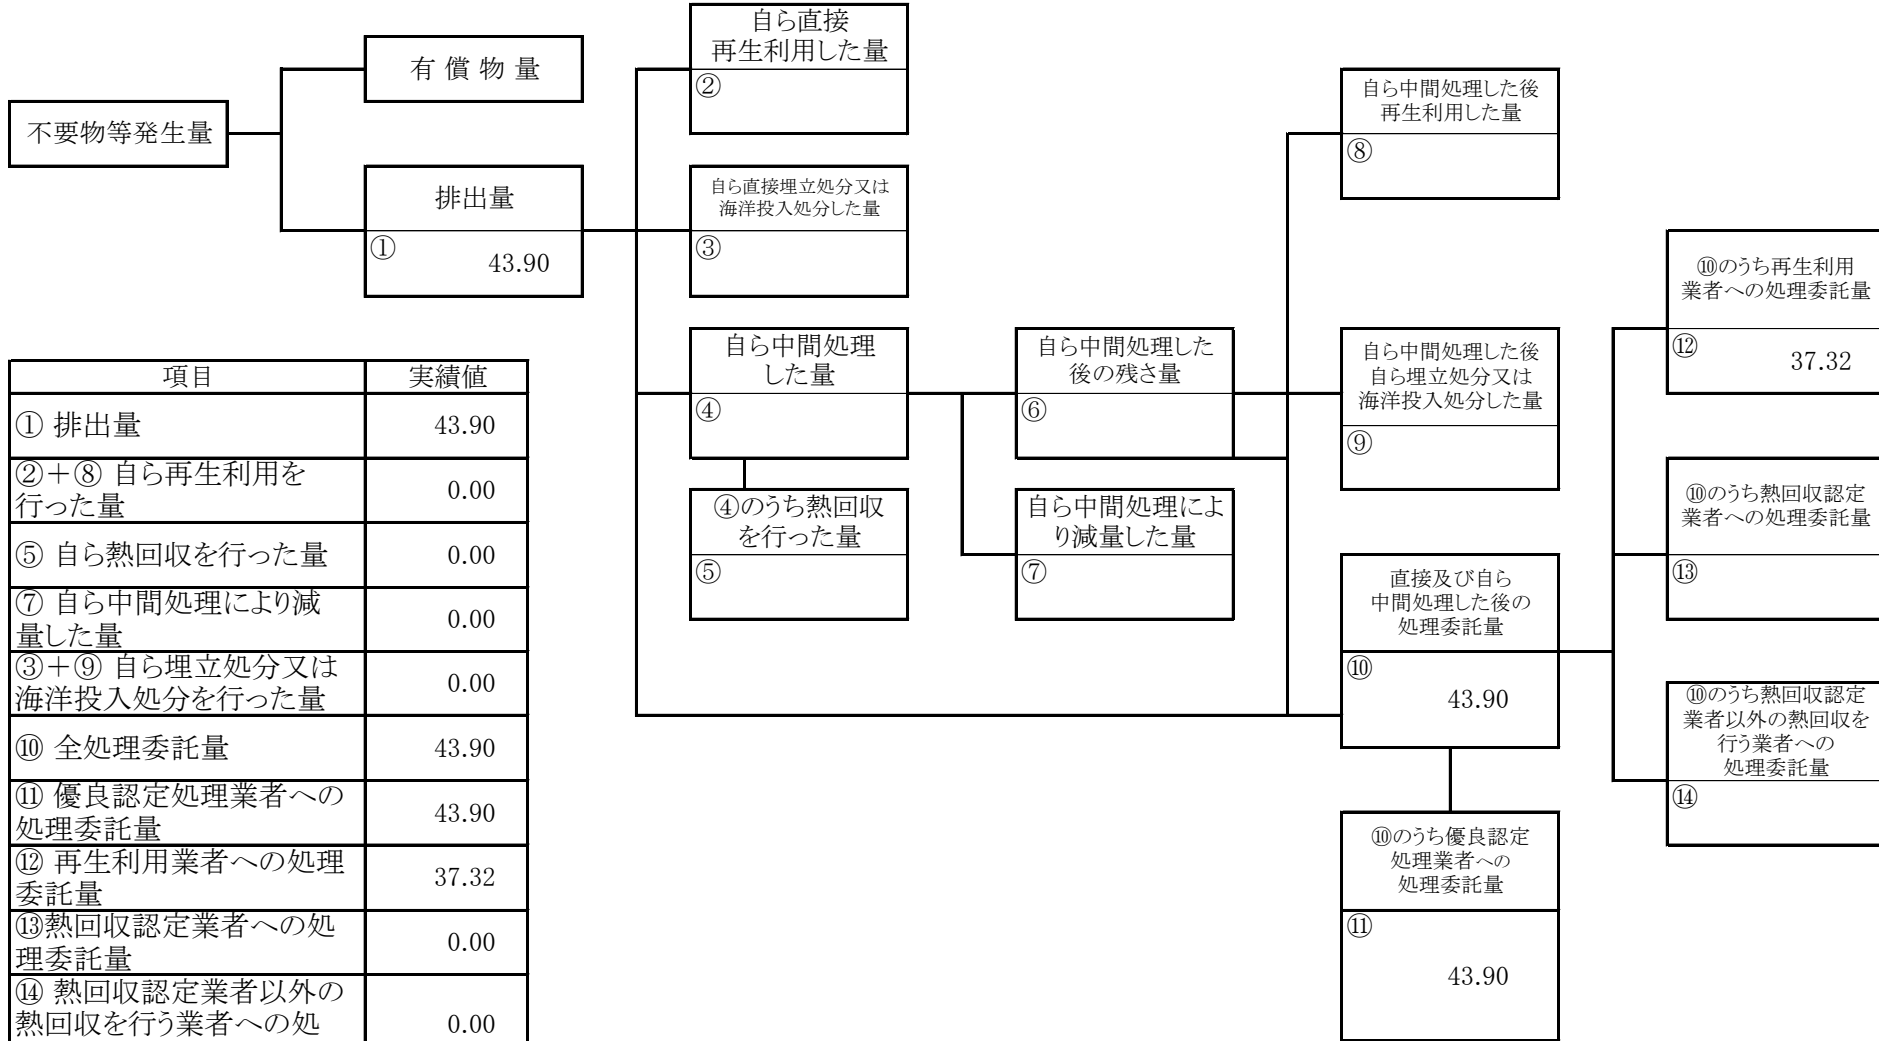 不要物等発生量
有 償 物 量
排出量
①
43.90
自ら直接
再生利用した量
②
自ら直接埋立処分又は
海洋投入処分した量
③
自ら中間処理
した量
④
④のうち熱回収
を行った量
⑤
自ら中間処理した
後の残さ量
⑥
自ら中間処理によ
り減量した量
⑦
自ら中間処理した後
再生利用した量
⑧
自ら中間処理した後
自ら埋立処分又は
海洋投入処分した量
⑨
直接及び自ら
中間処理した後の
処理委託量
⑩
43.90
⑩のうち優良認定
処理業者への
処理委託量
⑪
43.90
⑩のうち再生利用
業者への処理委託量
⑫
37.32
⑩のうち熱回収認定
業者への処理委託量
⑬
⑩のうち熱回収認定
業者以外の熱回収を
行う業者への
処理委託量
⑭
項目 実績値
① 排出量 43.90
②＋⑧ 自ら再生利用を
行った量 0.00
⑤ 自ら熱回収を行った量 0.00
⑦ 自ら中間処理により減
量した量 0.00
③＋⑨ 自ら埋立処分又は
海洋投入処分を行った量 0.00
⑩ 全処理委託量 43.90
⑪ 優良認定処理業者への
処理委託量 43.90
⑫ 再生利用業者への処理
委託量 37.32
⑬熱回収認定業者への処
理委託量 0.00
⑭ 熱回収認定業者以外の
熱回収を行う業者への処 0.00